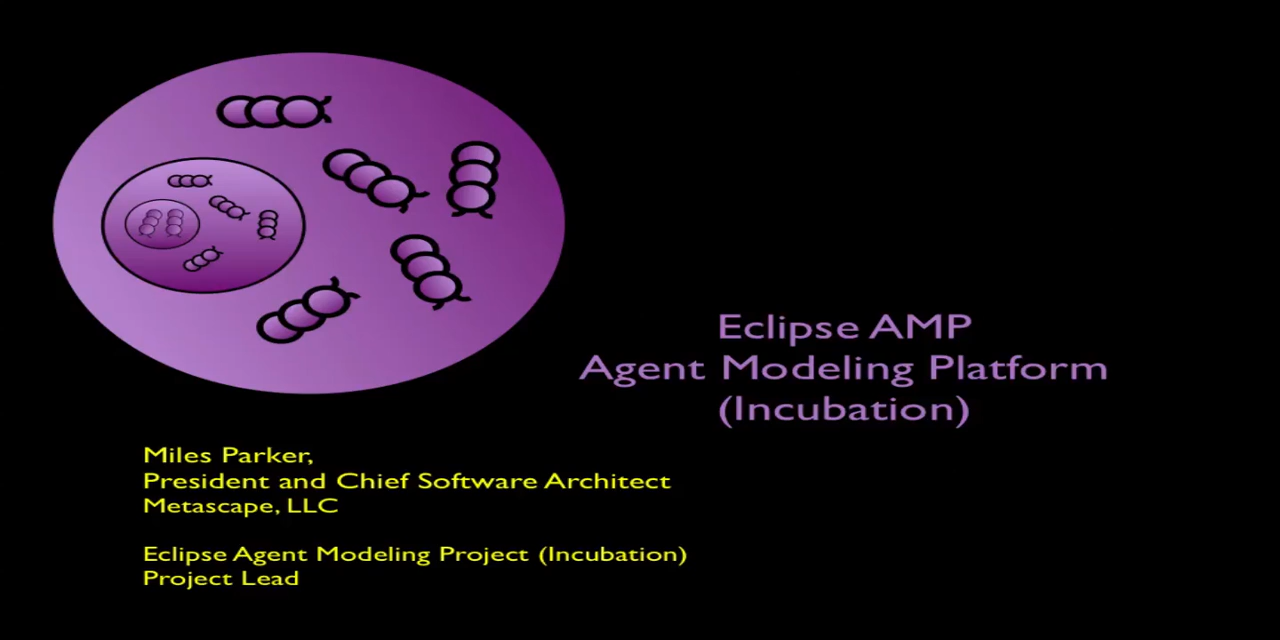 Eclipse AMP
Agent Modeling Platform
(Incubation)
Miles Parker,
President and Chief Software Architect
Metascape, LLC
Eclipse Agent Modeling Project (Incubation)
Project Lead